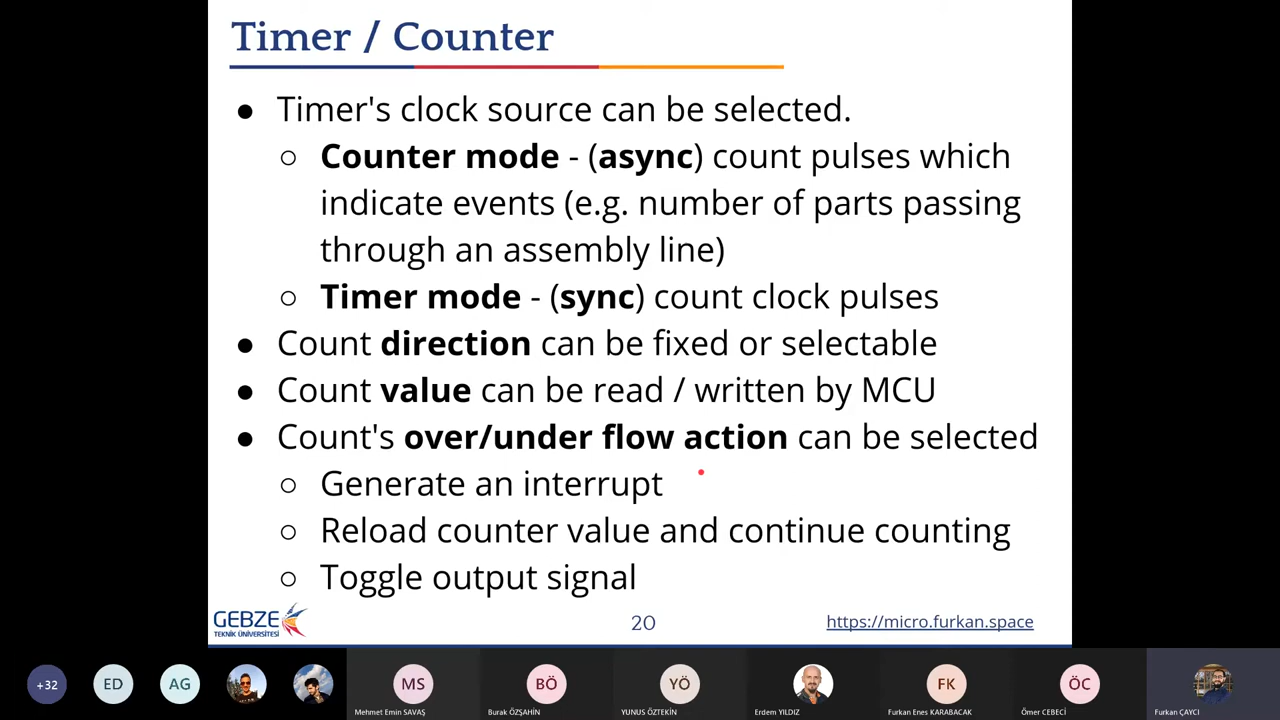 Timer / Counter
● Timer's clock source can be selected.
○ Counter mode - (async) count pulses which
indicate events (e.g. number of parts passing
through an assembly line)
○ Timer mode - (sync) count clock pulses
● Count direction can be fixed or selectable
● Count value can be read / written by MCU
● Count's over/under flow action can be selected
○ Generate an interrupt
○ Reload counter value and continue counting
○ Toggle output signal
GEBZE
TEKNİK ÜNİVERSİTESİ
20
https://micro.furkan.space
+32
ED
AG
MS
BÖ
YÖ
FK
ÖC
Mehmet Emin SAVAŞ
Burak ÖZŞAHİN
YUNUS ÖZTEKİN
Erdem YILDIZ
Furkan Enes KARABACAK
Ömer CEBECİ
Furkan ÇAYCI